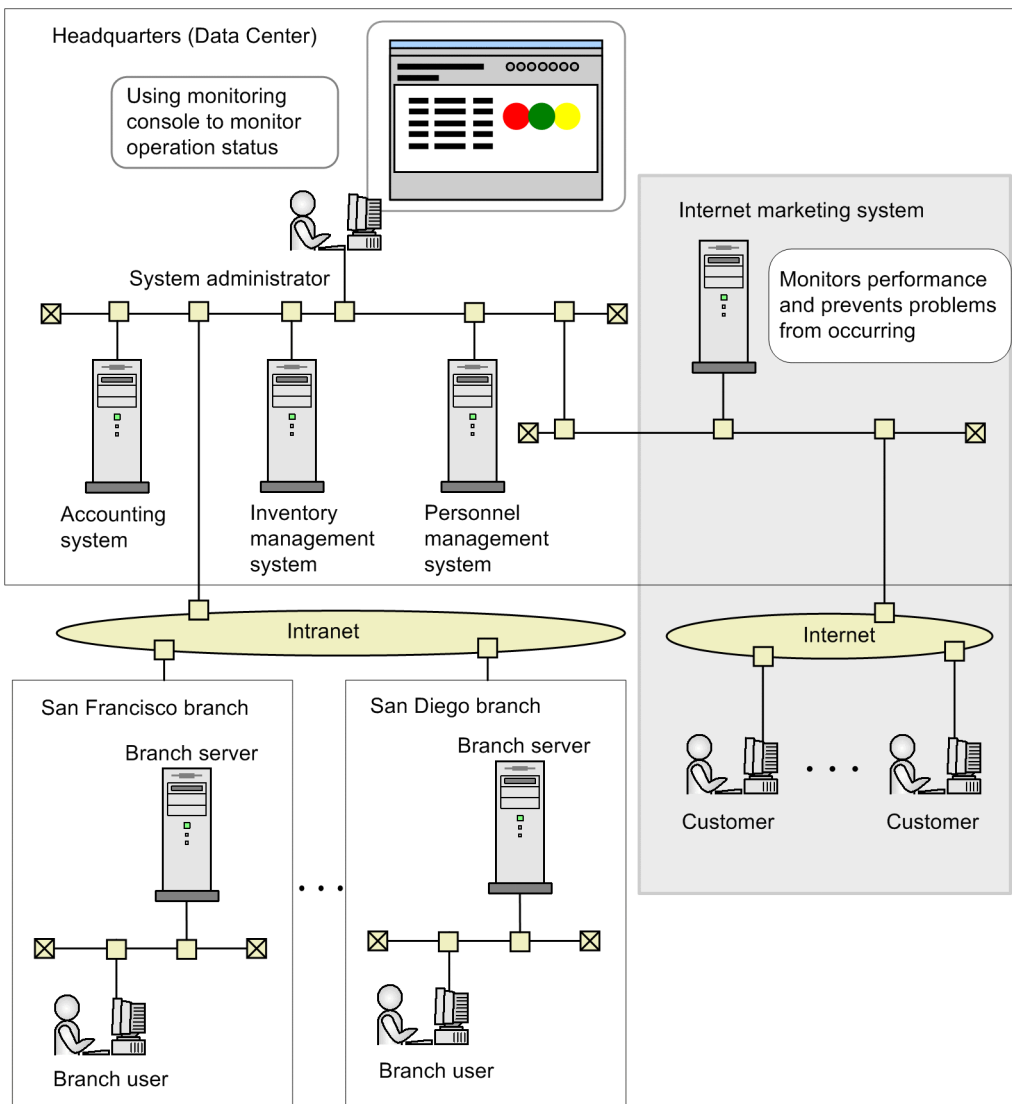 Headquarters (Data Center)
Using monitoring
console to monitor
operation status
Internet marketing system
Monitors performance
and prevents problems
from occurring
System administrator
Accounting
system
Inventory
management
system
Personnel
management
system
Intranet
Internet
San Francisco branch
Branch server
San Diego branch
Branch server
Customer
Customer
Branch user
Branch user